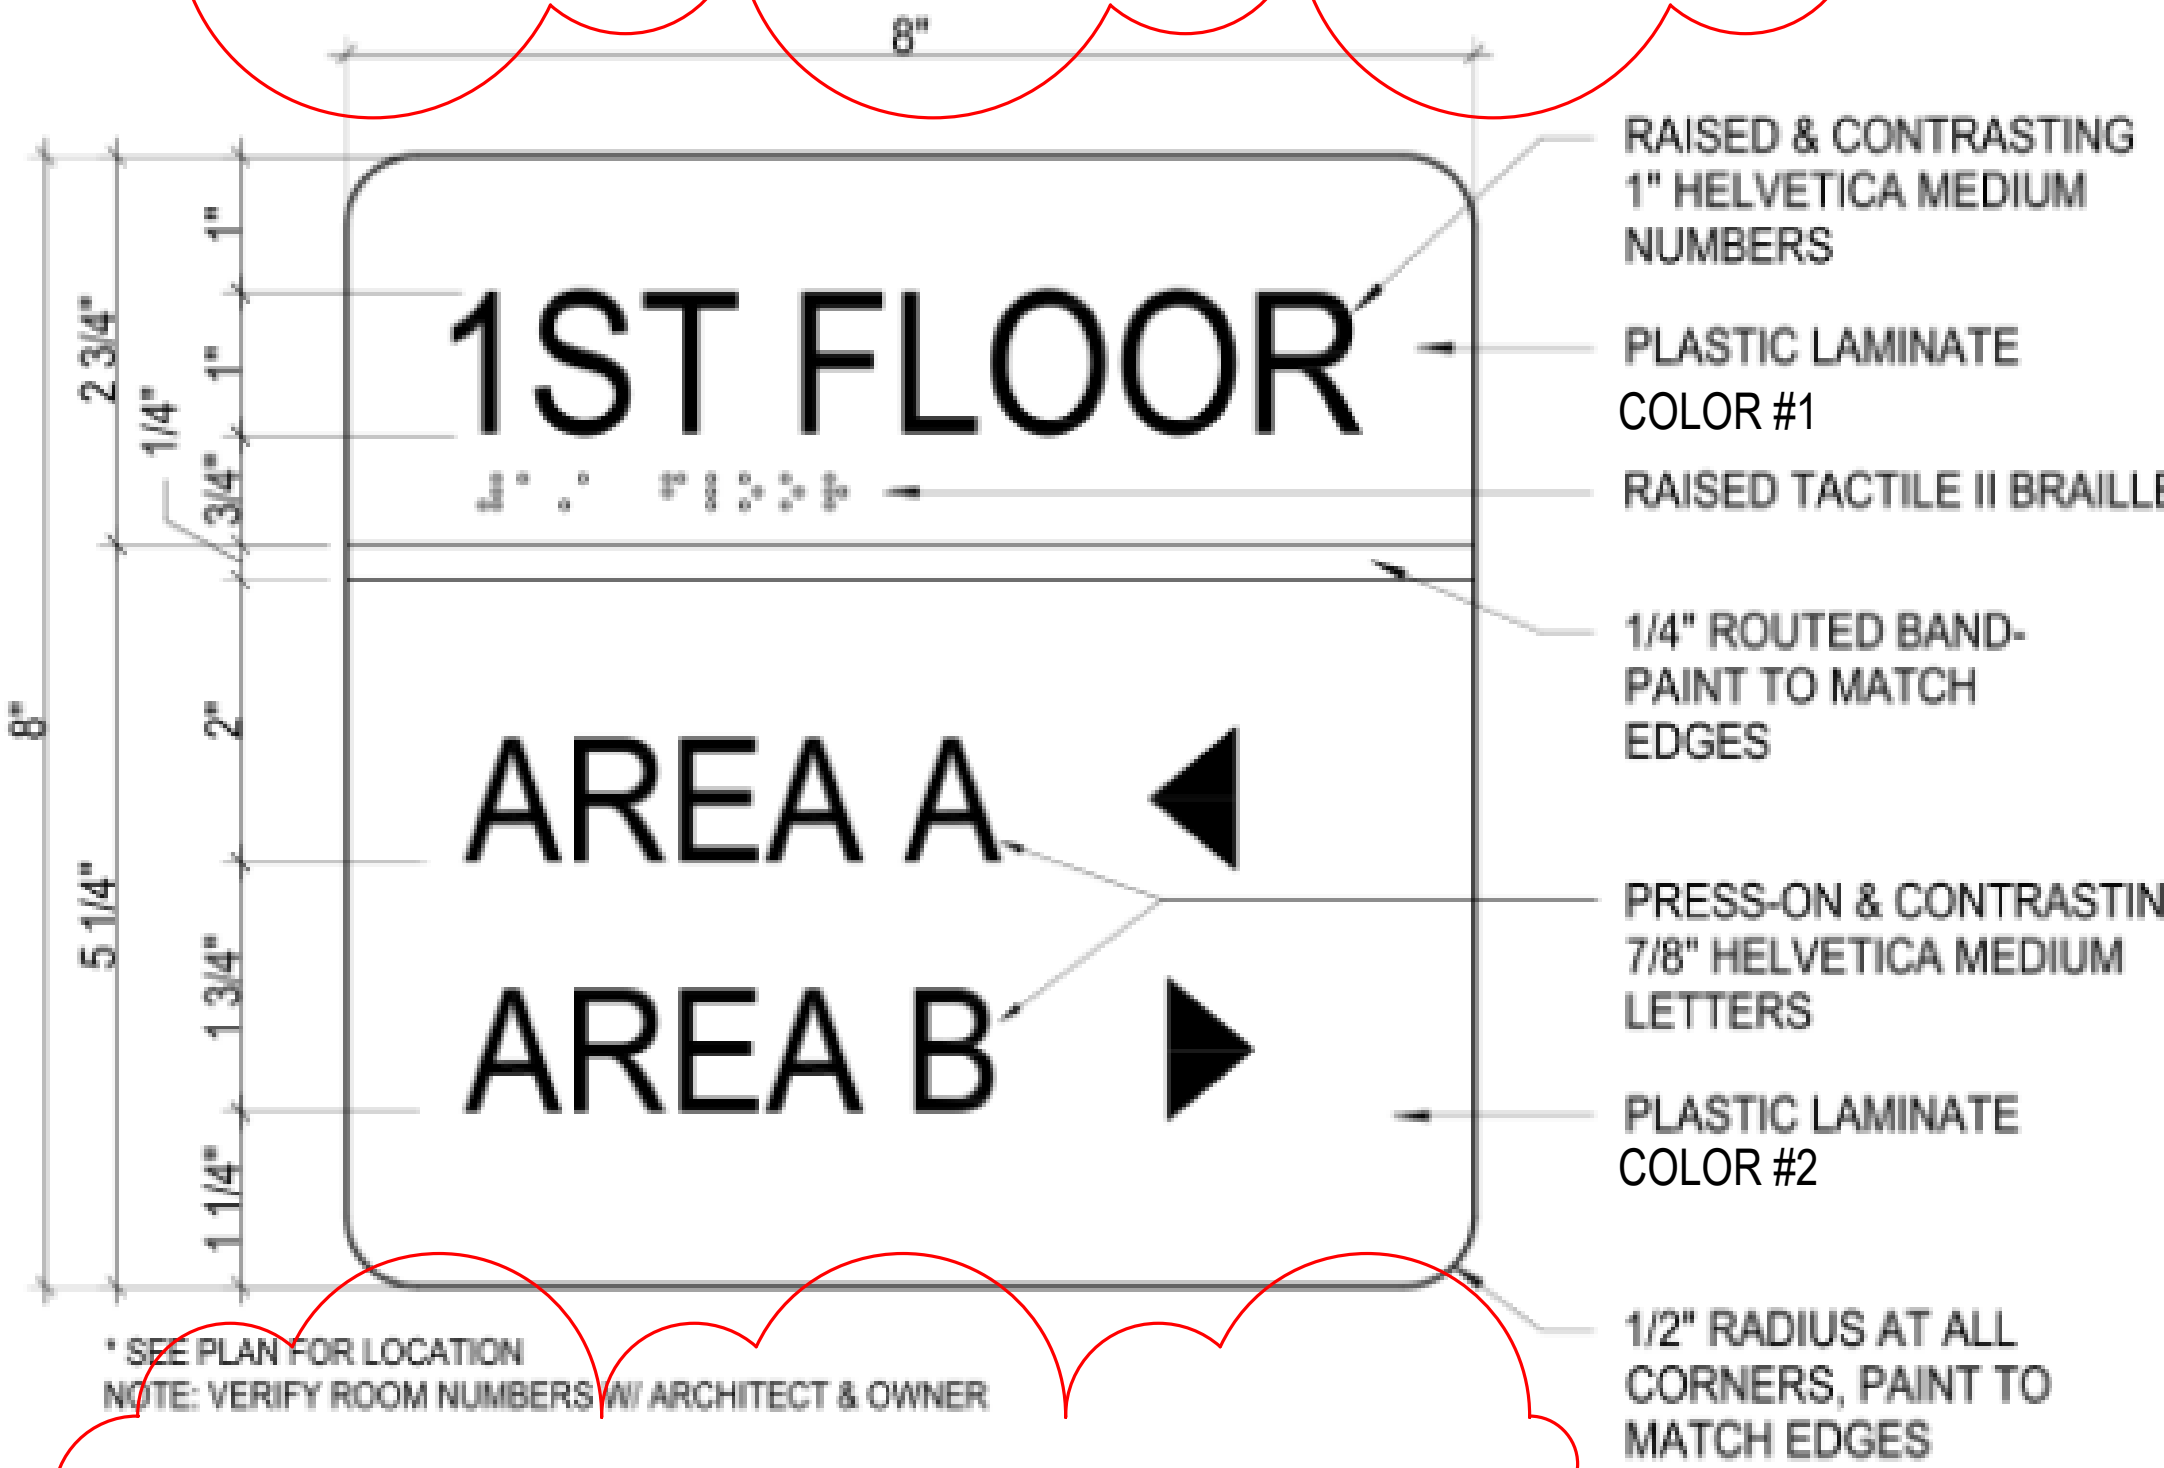 8"
RAISED & CONTRASTING
1" HELVETICA MEDIUM
NUMBERS
1"
2 3/4"
1"
1/4"
3/4"
1ST FLOOR
PLASTIC LAMINATE
COLOR #1
RAISED TACTILE II BRAILLE
1/4" ROUTED BAND-
PAINT TO MATCH
EDGES
8"
2"
5 1/4"
1 3/4"
1 1/4"
AREA A
AREA B
PRESS-ON & CONTRASTIN
7/8" HELVETICA MEDIUM
LETTERS
PLASTIC LAMINATE
COLOR #2
1/2" RADIUS AT ALL
CORNERS, PAINT TO
MATCH EDGES
* SEE PLAN FOR LOCATION
NOTE: VERIFY ROOM NUMBERS W/ ARCHITECT & OWNER